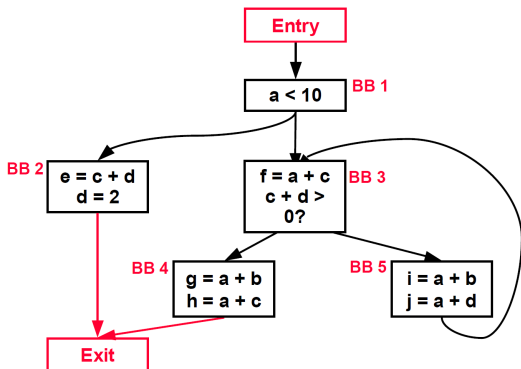 Entry
a < 10
BB 1
BB 2
e = c + d
d = 2
f = a + c
c + d >
0?
BB 3
BB 4
g = a + b
h = a + c
BB 5
i = a + b
j = a + d
Exit